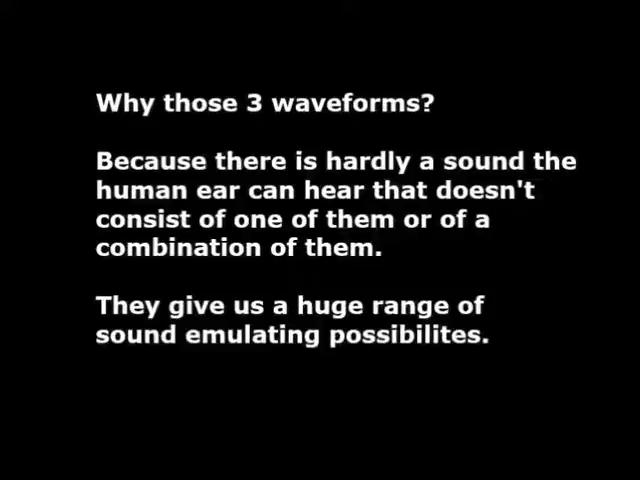 Why those 3 waveforms?
Because there is hardly a sound the
human ear can hear that doesn't
consist of one of them or of a
combination of them.
They give us a huge range of
sound emulating possibilites.